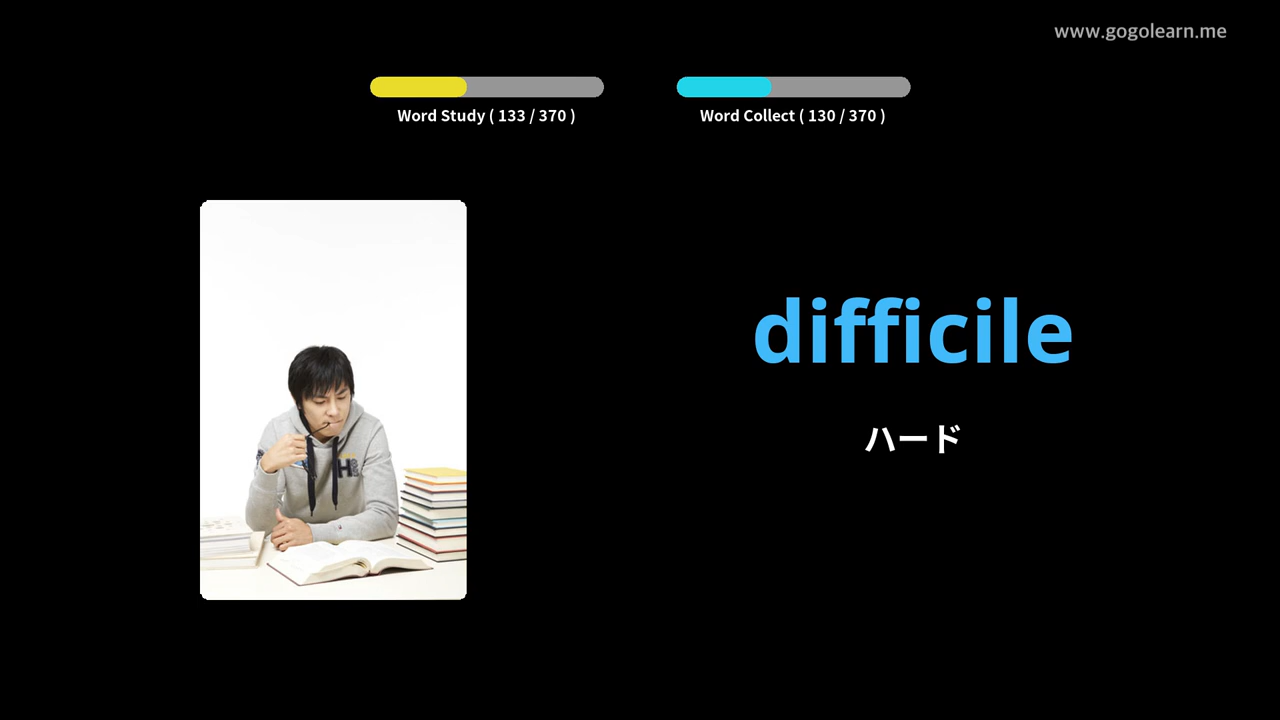 www.gogolearn.me
Word Study ( 133 / 370 )
Word Collect ( 130 / 370 )
difficile
ハード
H